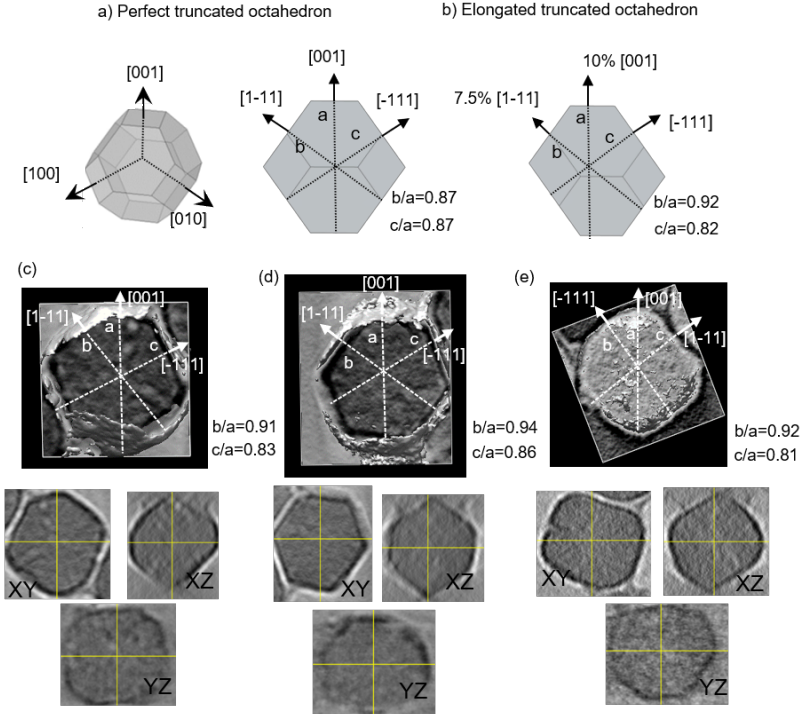 a) Perfect truncated octahedron
b) Elongated truncated octahedron
[001]
[100]
[010]
[001]
[1-11]
[-111]
a
b
c
b/a=0.87
c/a=0.87
10% [001]
7.5% [1-11]
[-111]
a
b
c
b/a=0.92
c/a=0.82
(c)
[001]
[1-11]
[-111]
a
b
c
b/a=0.91
c/a=0.83
(d)
[001]
[1-11]
[-111]
a
b
c
b/a=0.94
c/a=0.86
(e)
[-111]
[001]
[1-11]
a
b
c
b/a=0.92
c/a=0.81
XY
XZ
YZ
XY
XZ
YZ
XY
XZ
YZ